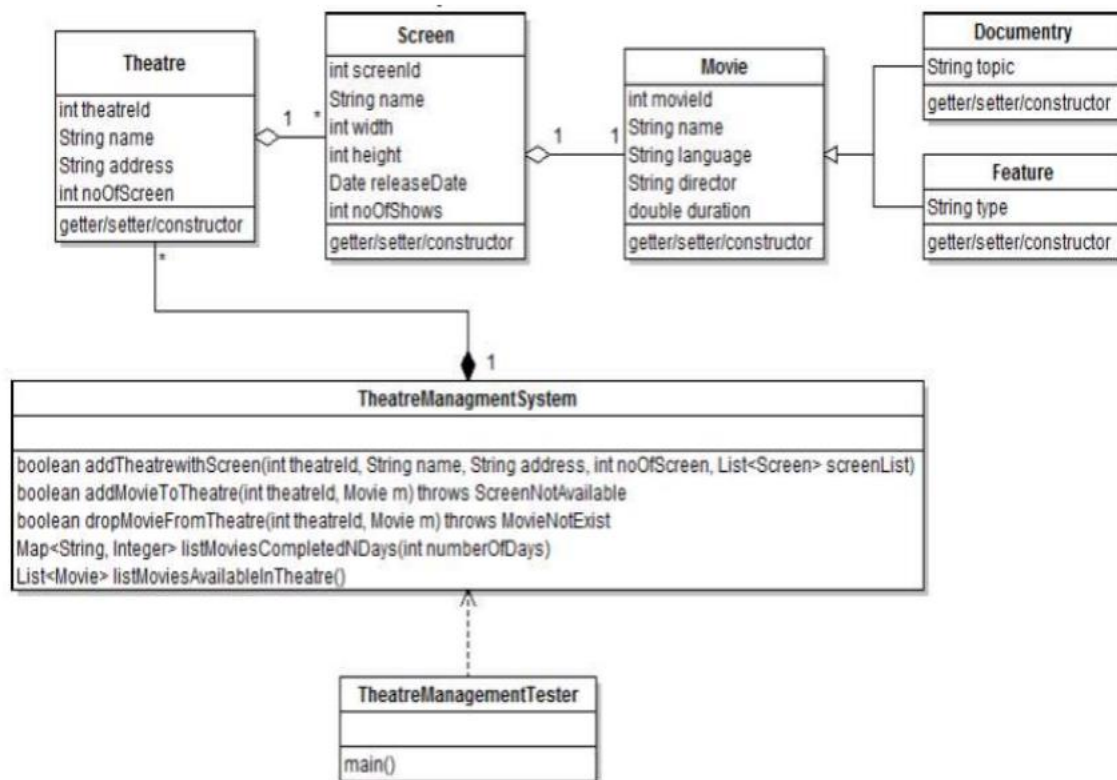 Theatre
int theatreId
String name
String address
int noOfScreen
getter/setter/constructor
1
*
Screen
int screenId
String name
int width
int height
Date releaseDate
int noOfShows
getter/setter/constructor
1
1
Movie
int movieId
String name
String language
String director
double duration
getter/setter/constructor
Documentry
String topic
getter/setter/constructor
Feature
String type
getter/setter/constructor
*
1
TheatreManagmentSystem
boolean addTheatrewithScreen(int theatreId, String name, String address, int noOfScreen, List<Screen> screenList)
boolean addMovieToTheatre(int theatreId, Movie m) throws ScreenNotAvailable
boolean dropMovieFromTheatre(int theatreId, Movie m) throws MovieNotExist
Map<String, Integer> listMoviesCompletedNDays(int numberOfDays)
List<Movie> listMoviesAvailableInTheatre()
TheatreManagementTester
main()